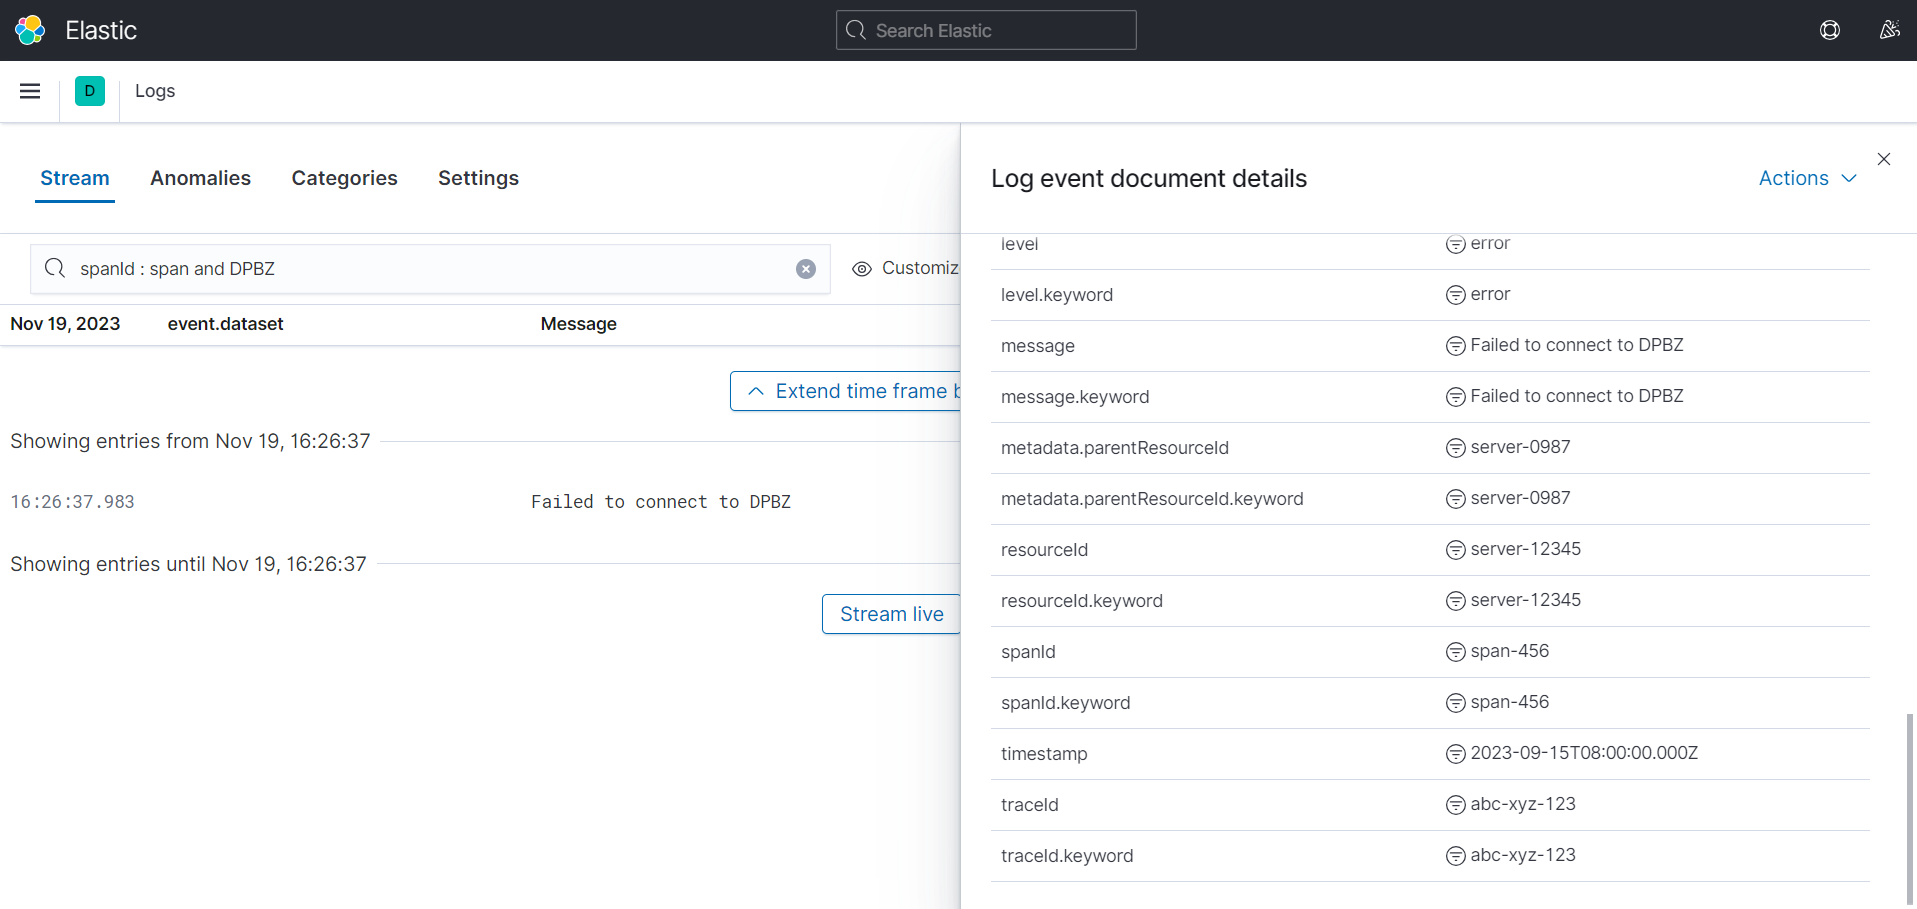 Elastic
Search Elastic
D
Logs
Stream Anomalies Categories Settings
spanId : span and DPBZ
Customiz
Nov 19, 2023 event.dataset Message
Extend time frame b
Showing entries from Nov 19, 16:26:37
16:26:37.983 Failed to connect to DPBZ
Showing entries until Nov 19, 16:26:37
Stream live
Log event document details
Actions
level error
level.keyword error
message Failed to connect to DPBZ
message.keyword Failed to connect to DPBZ
metadata.parentResourceId server-0987
metadata.parentResourceId.keyword server-0987
resourceId server-12345
resourceId.keyword server-12345
spanId span-456
spanId.keyword span-456
timestamp 2023-09-15T08:00:00.000Z
traceId abc-xyz-123
traceId.keyword abc-xyz-123